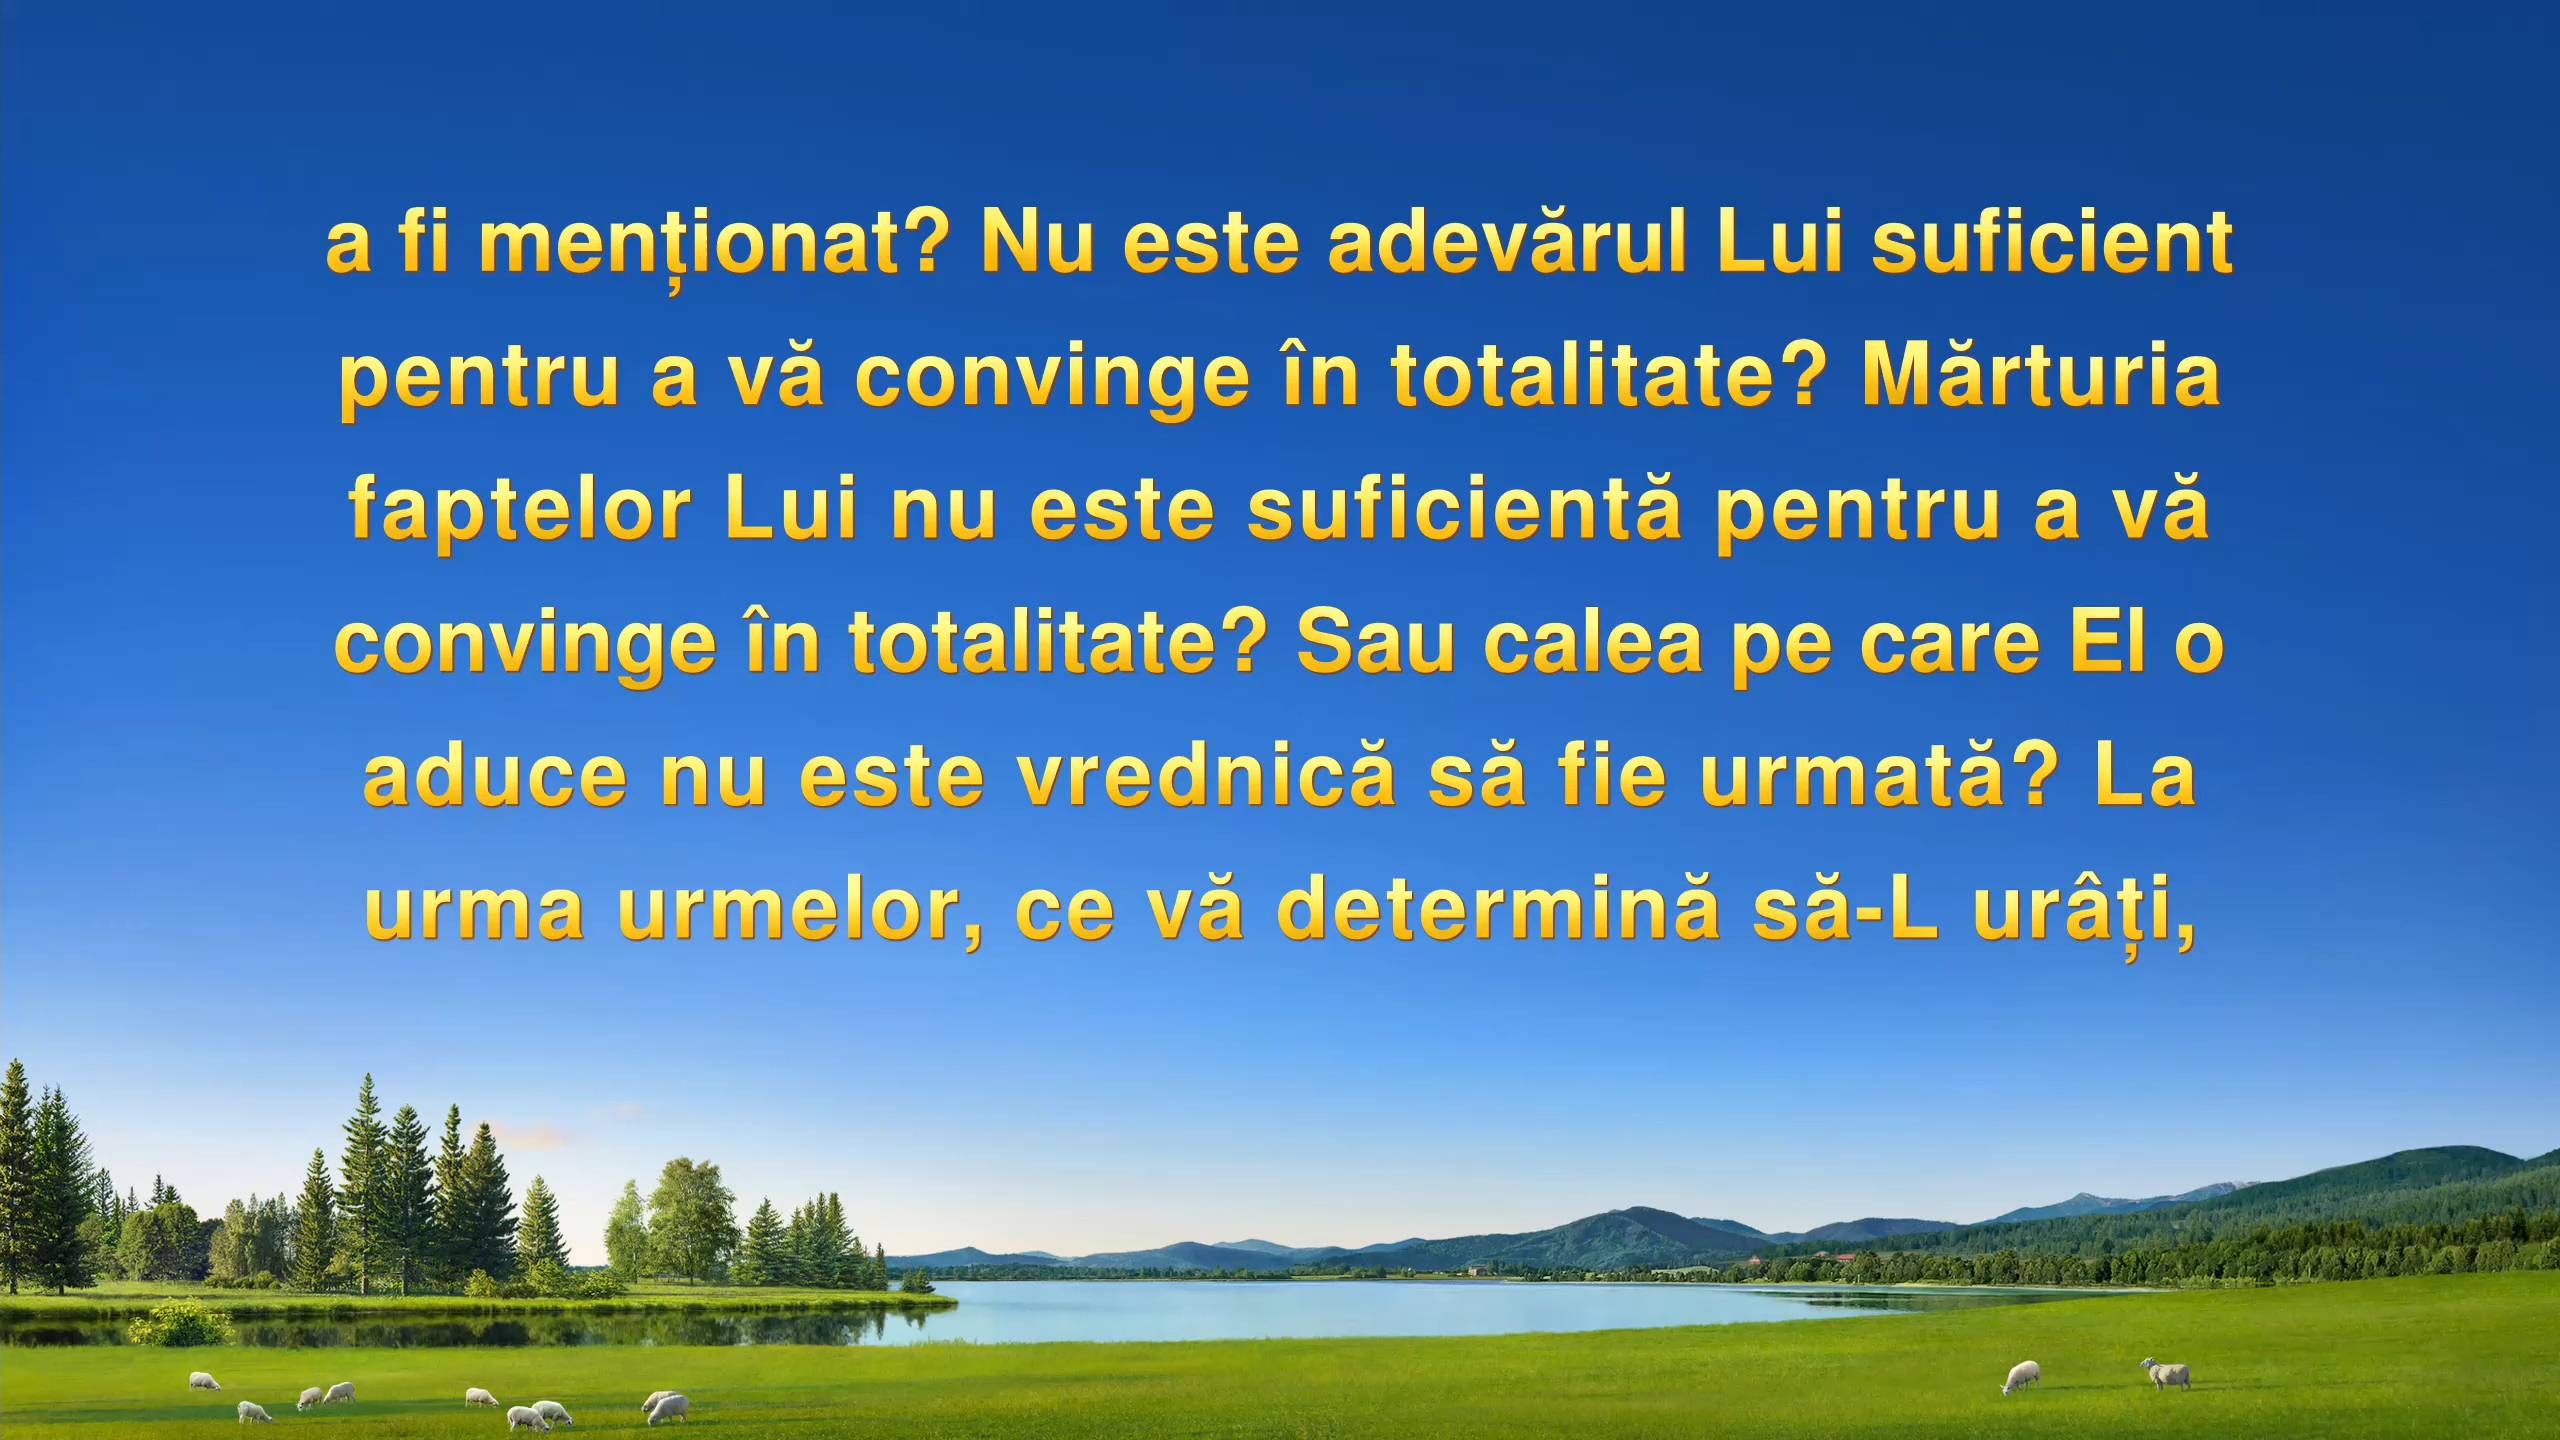 a fi menționat? Nu este adevărul Lui suficient
pentru a vă convinge în totalitate? Mărturia
faptelor Lui nu este suficientă pentru a vă
convinge în totalitate? Sau calea pe care El o
aduce nu este vrednică să fie urmată? La
urma urmelor, ce vă determină să-L urâți,